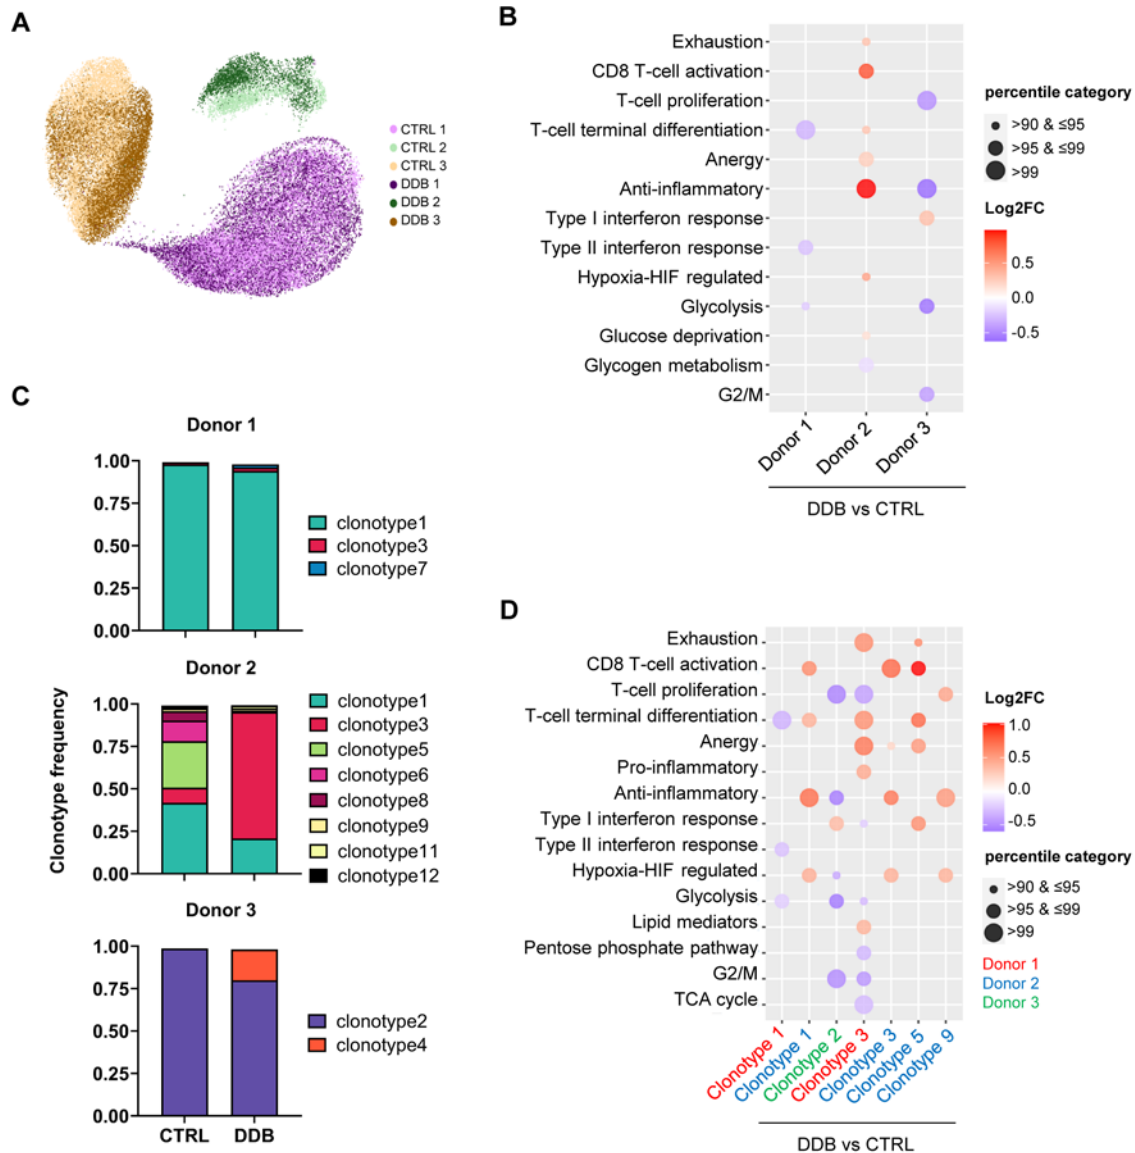 A
CTRL 1
CTRL 2
CTRL 3
DDB 1
DDB 2
DDB 3
B
Exhaustion
CD8 T-cell activation
T-cell proliferation
T-cell terminal differentiation
Anergy
Anti-inflammatory
Type I interferon response
Type II interferon response
Hypoxia-HIF regulated
Glycolysis
Glucose deprivation
Glycogen metabolism
G2/M
Donor 1
Donor 2
Donor 3
DDB vs CTRL
percentile category
>90 & ≤95
>95 & ≤99
>99
Log2FC
0.5
0.0
-0.5
C
Clonotype frequency
Donor 1
1.00
0.75
0.50
0.25
0.00
clonotype1
clonotype3
clonotype7
Donor 2
1.00
0.75
0.50
0.25
0.00
clonotype1
clonotype3
clonotype5
clonotype6
clonotype8
clonotype9
clonotype11
clonotype12
Donor 3
1.00
0.75
0.50
0.25
0.00
clonotype2
clonotype4
CTRL
DDB
D
Exhaustion
CD8 T-cell activation
T-cell proliferation
T-cell terminal differentiation
Anergy
Pro-inflammatory
Anti-inflammatory
Type I interferon response
Type II interferon response
Hypoxia-HIF regulated
Glycolysis
Lipid mediators
Pentose phosphate pathway
G2/M
TCA cycle
Clonotype 1
Clonotype 1
Clonotype 2
Clonotype 3
Clonotype 3
Clonotype 5
Clonotype 9
DDB vs CTRL
Log2FC
1.0
0.5
0.0
-0.5
percentile category
>90 & ≤95
>95 & ≤99
>99
Donor 1
Donor 2
Donor 3